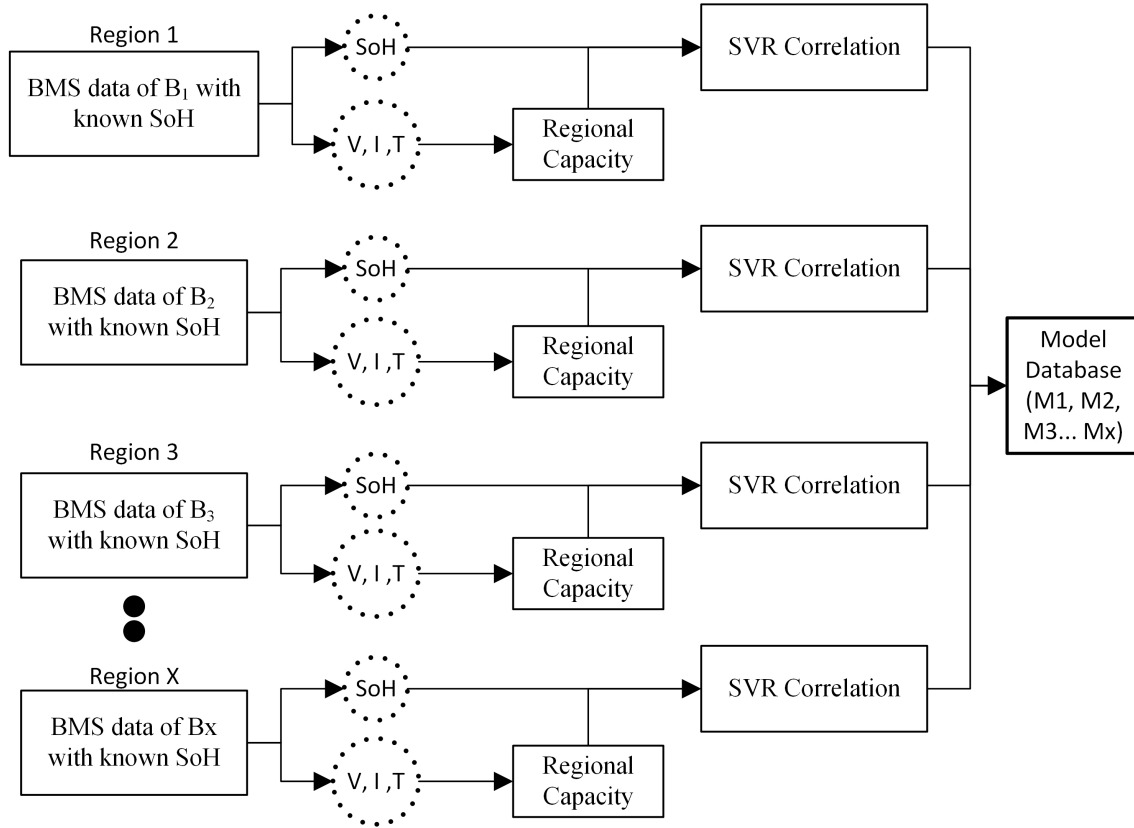 Region 1
BMS data of B₁ with
known SoH
SoH
V, I ,T
Regional
Capacity
SVR Correlation
Region 2
BMS data of B₂
with known SoH
SoH
V, I ,T
Regional
Capacity
SVR Correlation
Region 3
BMS data of B₃
with known SoH
SoH
V, I ,T
Regional
Capacity
SVR Correlation
Region X
BMS data of Bx
with known SoH
SoH
V, I ,T
Regional
Capacity
SVR Correlation
Model
Database
(M1, M2,
M3... Mx)